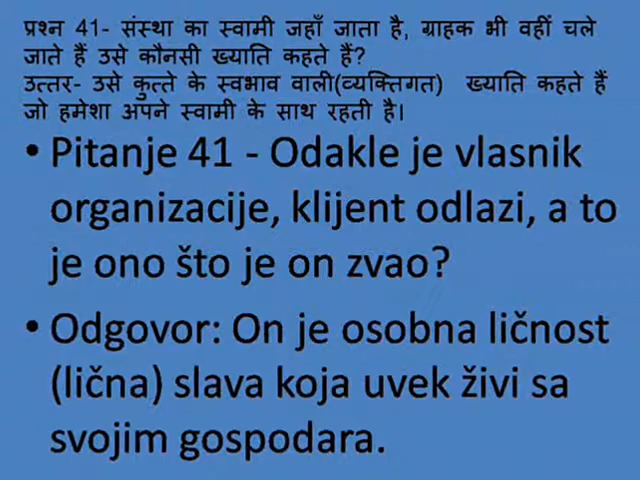 प्रश्न 41- संस्था का स्वामी जहाँ जाता है, ग्राहक भी वहीं चले
जाते हैं उसे कौनसी ख्याति कहते हैं?
उत्तर- उसे कुत्ते के स्वभाव वाली(व्यक्तिगत) ख्याति कहते हैं
जो हमेशा अपने स्वामी के साथ रहती है।
• Pitanje 41 - Odakle je vlasnik
organizacije, klijent odlazi, a to
je ono što je on zvao?
• Odgovor: On je osobna ličnost
(lična) slava koja uvek živi sa
svojim gospodara.